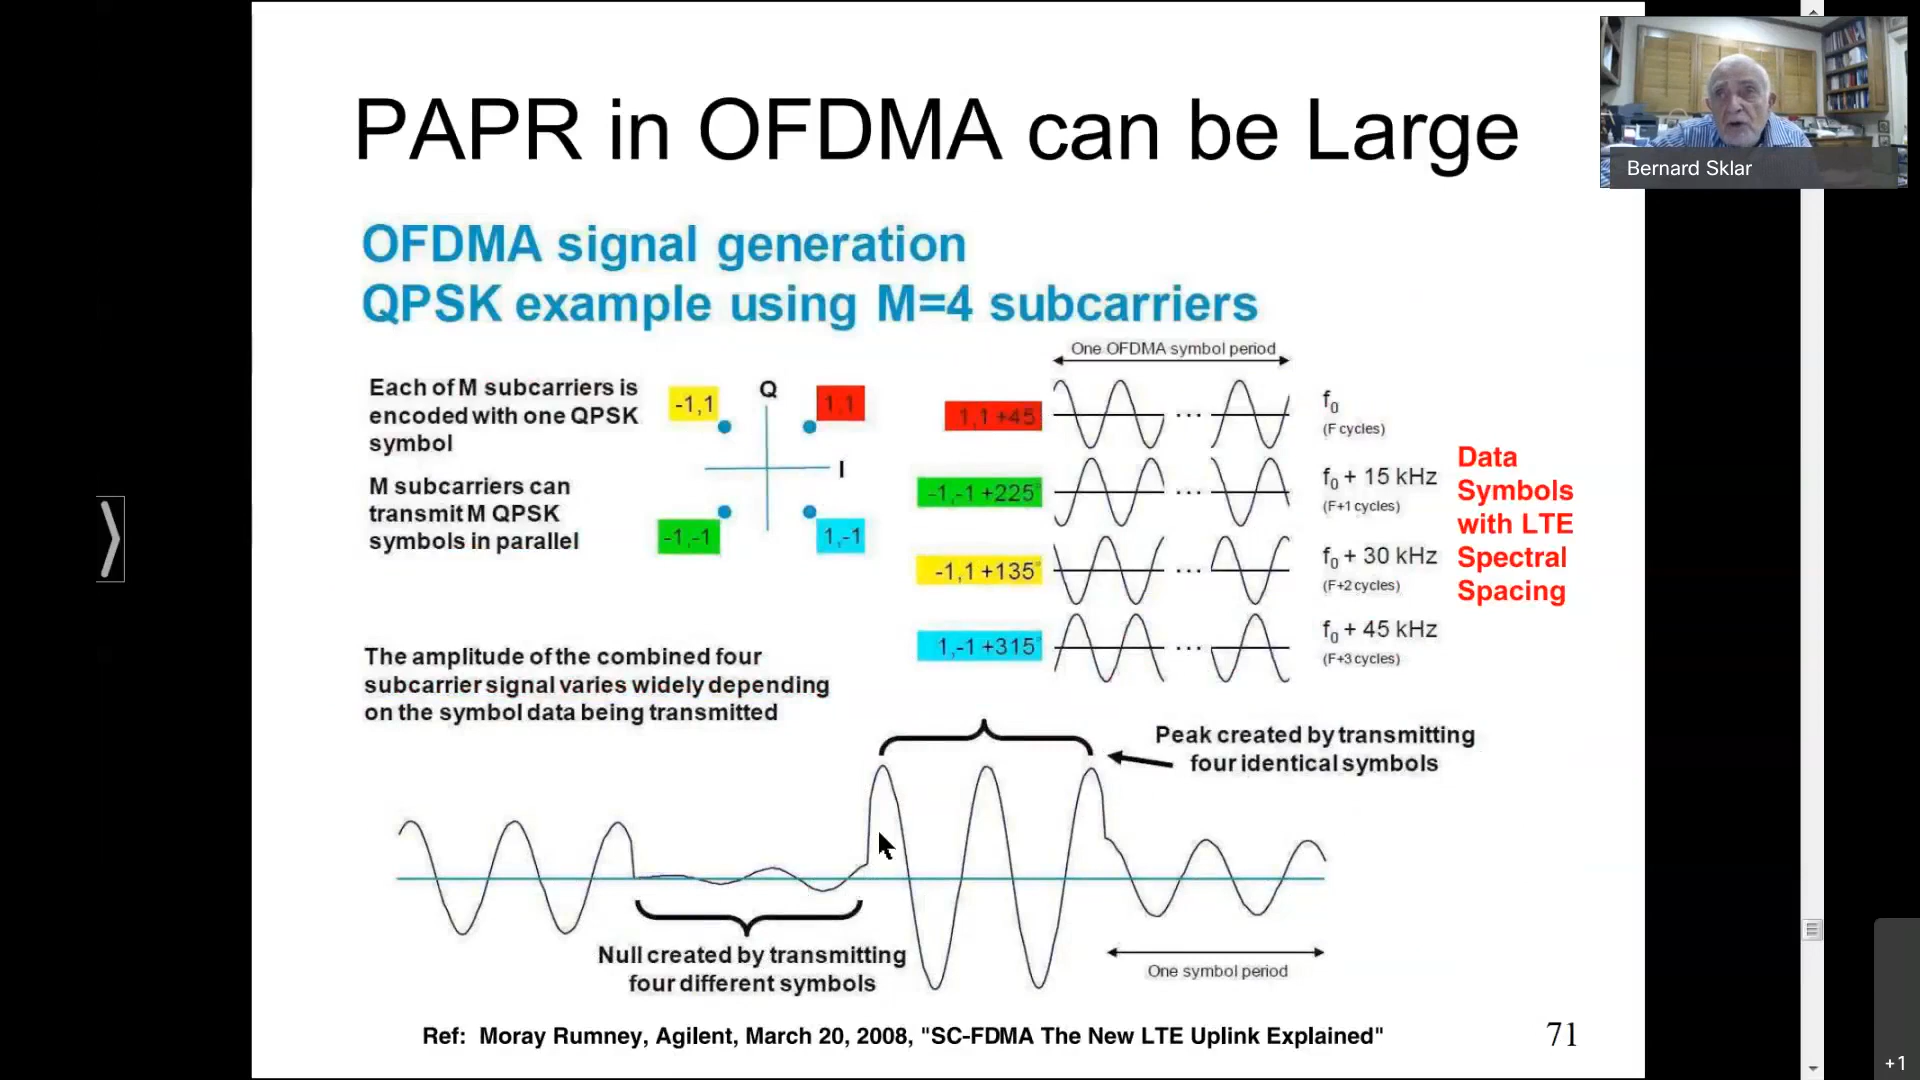 PAPR in OFDMA can be Large
Bernard Sklar
OFDMA signal generation
QPSK example using M=4 subcarriers
Each of M subcarriers is
encoded with one QPSK
symbol
M subcarriers can
transmit M QPSK
symbols in parallel
-1,1
Q
1,1
I
-1,-1
1,-1
One OFDMA symbol period
1,1 +45
...
f0
(F cycles)
-1,-1 +225°
...
f0 + 15 kHz
(F+1 cycles)
-1,1 +135°
...
f0 + 30 kHz
(F+2 cycles)
1,-1 +315°
...
f0 + 45 kHz
(F+3 cycles)
Data
Symbols
with LTE
Spectral
Spacing
The amplitude of the combined four
subcarrier signal varies widely depending
on the symbol data being transmitted
Peak created by transmitting
four identical symbols
Null created by transmitting
four different symbols
One symbol period
Ref: Moray Rumney, Agilent, March 20, 2008, "SC-FDMA The New LTE Uplink Explained"
71
+1